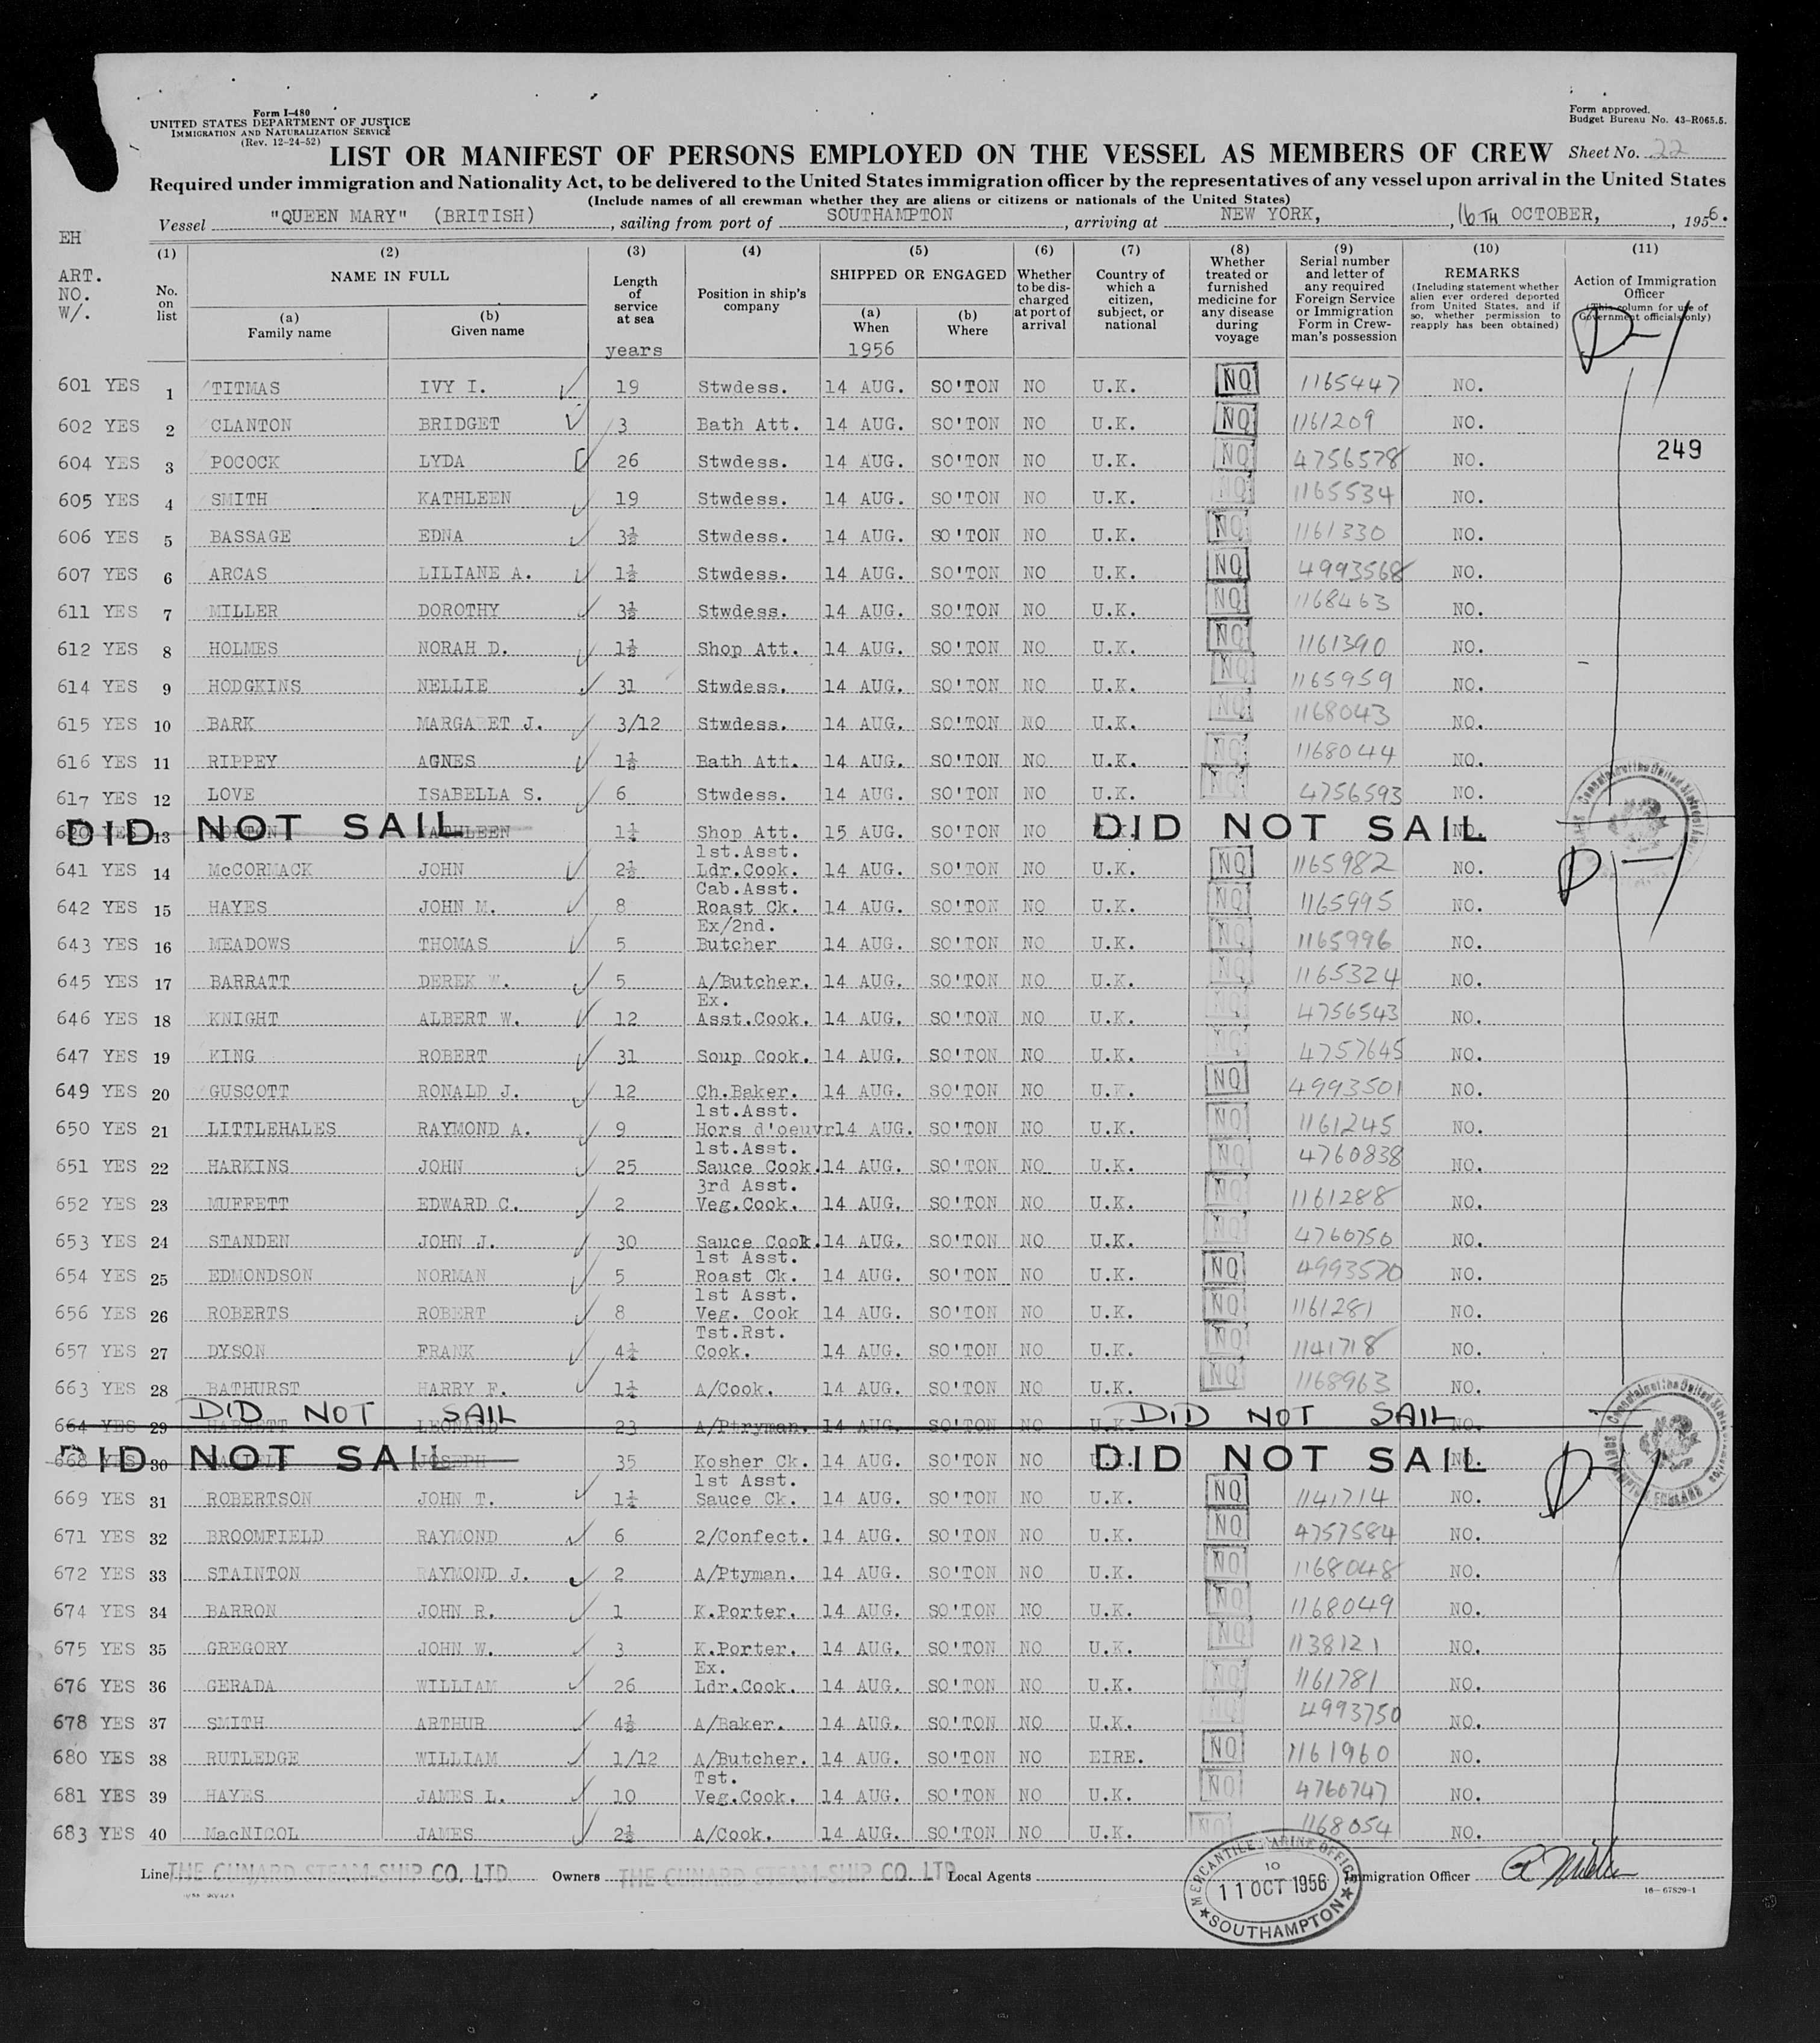 Form I-480
UNITED STATES DEPARTMENT OF JUSTICE
IMMIGRATION AND NATURALIZATION SERVICE
(Rev. 12-24-52)
Form approved.
Budget Bureau No. 43-R065.5.
LIST OR MANIFEST OF PERSONS EMPLOYED ON THE VESSEL AS MEMBERS OF CREW Sheet No. 22
Required under immigration and Nationality Act, to be delivered to the United States immigration officer by the representatives of any vessel upon arrival in the United States
(Include names of all crewman whether they are aliens or citizens or nationals of the United States)
Vessel "QUEEN MARY" (BRITISH), sailing from port of SOUTHAMPTON, arriving at NEW YORK, 16TH OCTOBER, 1956.
EH
ART.
NO.
W/.
(1) No. on list
(2) NAME IN FULL
(a) Family name
(b) Given name
(3) Length of service at sea
years
(4) Position in ship's company
(5) SHIPPED OR ENGAGED
(a) When
1956
(b) Where
(6) Whether to be discharged at port of arrival
(7) Country of which a citizen, subject, or national
(8) Whether treated or furnished medicine for any disease during voyage
(9) Serial number and letter of any required Foreign Service or Immigration Form in Crewman's possession
(10) REMARKS
(Including statement whether alien ever ordered deported from United States, and if so, whether permission to reapply has been obtained)
(11) Action of Immigration Officer
(This column for use of Government officials only)
D-1
601 YES 1 TITMAS IVY I. 19 Stwdess. 14 AUG. SO'TON NO U.K. NO 1165447 NO.
602 YES 2 CLANTON BRIDGET 3 Bath Att. 14 AUG. SO'TON NO U.K. NO 1161209 NO.
249
604 YES 3 POCOCK LYDA 26 Stwdess. 14 AUG. SO'TON NO U.K. NO 4756578 NO.
605 YES 4 SMITH KATHLEEN 19 Stwdess. 14 AUG. SO'TON NO U.K. NO 1165534 NO.
606 YES 5 BASSAGE EDNA 3½ Stwdess. 14 AUG. SO'TON NO U.K. NO 1161330 NO.
607 YES 6 ARCAS LILIANE A. 1½ Stwdess. 14 AUG. SO'TON NO U.K. NO 4993568 NO.
611 YES 7 MILLER DOROTHY 3½ Stwdess. 14 AUG. SO'TON NO U.K. NO 1168463 NO.
612 YES 8 HOLMES NORAH D. 1½ Shop Att. 14 AUG. SO'TON NO U.K. NO 1161390 NO.
614 YES 9 HODGKINS NELLIE 31 Stwdess. 14 AUG. SO'TON NO U.K. NO 1165959 NO.
615 YES 10 BARK MARGARET J. 3/12 Stwdess. 14 AUG. SO'TON NO U.K. NO 1168043 NO.
616 YES 11 RIPPEY AGNES 1½ Bath Att. 14 AUG. SO'TON NO U.K. NO 1168044 NO.
617 YES 12 LOVE ISABELLA S. 6 Stwdess. 14 AUG. SO'TON NO U.K. NO 4756593 NO.
DID NOT SAIL 13 1¼ Shop Att. 15 AUG. SO'TON NO DID NOT SAIL NO.
641 YES 14 McCORMACK JOHN 2½ 1st.Asst. Ldr.Cook. 14 AUG. SO'TON NO U.K. NO 1165982 NO.
D-1
642 YES 15 HAYES JOHN M. 8 Cab.Asst. Roast Ck. 14 AUG. SO'TON NO U.K. NO 1165995 NO.
643 YES 16 MEADOWS THOMAS 5 Ex/2nd. Butcher 14 AUG. SO'TON NO U.K. NO 1165996 NO.
645 YES 17 BARRATT DEREK W. 5 A/Butcher. 14 AUG. SO'TON NO U.K. NO 1165324 NO.
646 YES 18 KNIGHT ALBERT W. 12 Ex. Asst.Cook. 14 AUG. SO'TON NO U.K. NO 4756543 NO.
647 YES 19 KING ROBERT 31 Soup Cook. 14 AUG. SO'TON NO U.K. NO 4757645 NO.
649 YES 20 GUSCOTT RONALD J. 12 Ch.Baker. 14 AUG. SO'TON NO U.K. NO 4993501 NO.
650 YES 21 LITTLEHALES RAYMOND A. 9 1st.Asst. Hors d'oeuvr 14 AUG. SO'TON NO U.K. NO 1161245 NO.
651 YES 22 HARKINS JOHN 25 1st.Asst. Sauce Cook. 14 AUG. SO'TON NO U.K. NO 4760838 NO.
652 YES 23 MUFFETT EDWARD C. 2 3rd Asst. Veg.Cook. 14 AUG. SO'TON NO U.K. NO 1161288 NO.
653 YES 24 STANDEN JOHN J. 30 Sauce Cook. 14 AUG. SO'TON NO U.K. NO 4760750 NO.
654 YES 25 EDMONDSON NORMAN 5 1st Asst. Roast Ck. 14 AUG. SO'TON NO U.K. NO 4993570 NO.
656 YES 26 ROBERTS ROBERT 8 1st Asst. Veg. Cook 14 AUG. SO'TON NO U.K. NO 1161281 NO.
657 YES 27 DYSON FRANK 4¼ Tst.Rst. Cook. 14 AUG. SO'TON NO U.K. NO 1141718 NO.
663 YES 28 BATHURST HARRY F. 1¼ A/Cook. 14 AUG. SO'TON NO U.K. NO 1168963 NO.
DID NOT SAIL DID NOT SAIL
664 YES 29 LEONARD 23 A/Ptryman. 14 AUG. SO'TON NO U.K. NO.
668 YES 30 DID NOT SAIL JOSEPH 35 Kosher Ck. 14 AUG. SO'TON NO DID NOT SAIL NO.
D-1
669 YES 31 ROBERTSON JOHN T. 1¼ 1st Asst. Sauce Ck. 14 AUG. SO'TON NO U.K. NO 1141714 NO.
671 YES 32 BROOMFIELD RAYMOND 6 2/Confect. 14 AUG. SO'TON NO U.K. NO 4757584 NO.
672 YES 33 STAINTON RAYMOND J. 2 A/Ptyman. 14 AUG. SO'TON NO U.K. NO 1168048 NO.
674 YES 34 BARRON JOHN R. 1 K.Porter. 14 AUG. SO'TON NO U.K. NO 1168049 NO.
675 YES 35 GREGORY JOHN W. 3 K.Porter. 14 AUG. SO'TON NO U.K. NO 1138121 NO.
676 YES 36 GERADA WILLIAM 26 Ex. Ldr.Cook. 14 AUG. SO'TON NO U.K. NO 1161781 NO.
678 YES 37 SMITH ARTHUR 4½ A/Baker. 14 AUG. SO'TON NO U.K. NO 4993750 NO.
680 YES 38 RUTLEDGE WILLIAM 1/12 A/Butcher. 14 AUG. SO'TON NO EIRE. NO 1161960 NO.
681 YES 39 HAYES JAMES L. 10 Tst. Veg.Cook. 14 AUG. SO'TON NO U.K. NO 4760747 NO.
683 YES 40 MacNICOL JAMES 2½ A/Cook. 14 AUG. SO'TON NO U.K. NO 1168054 NO.
Line THE CUNARD STEAM-SHIP CO. LTD Owners THE CUNARD STEAM-SHIP CO. LTD Local Agents Immigration Officer
MERCANTILE MARINE OFFICE
10
11 OCT 1956
SOUTHAMPTON
16-67829-1